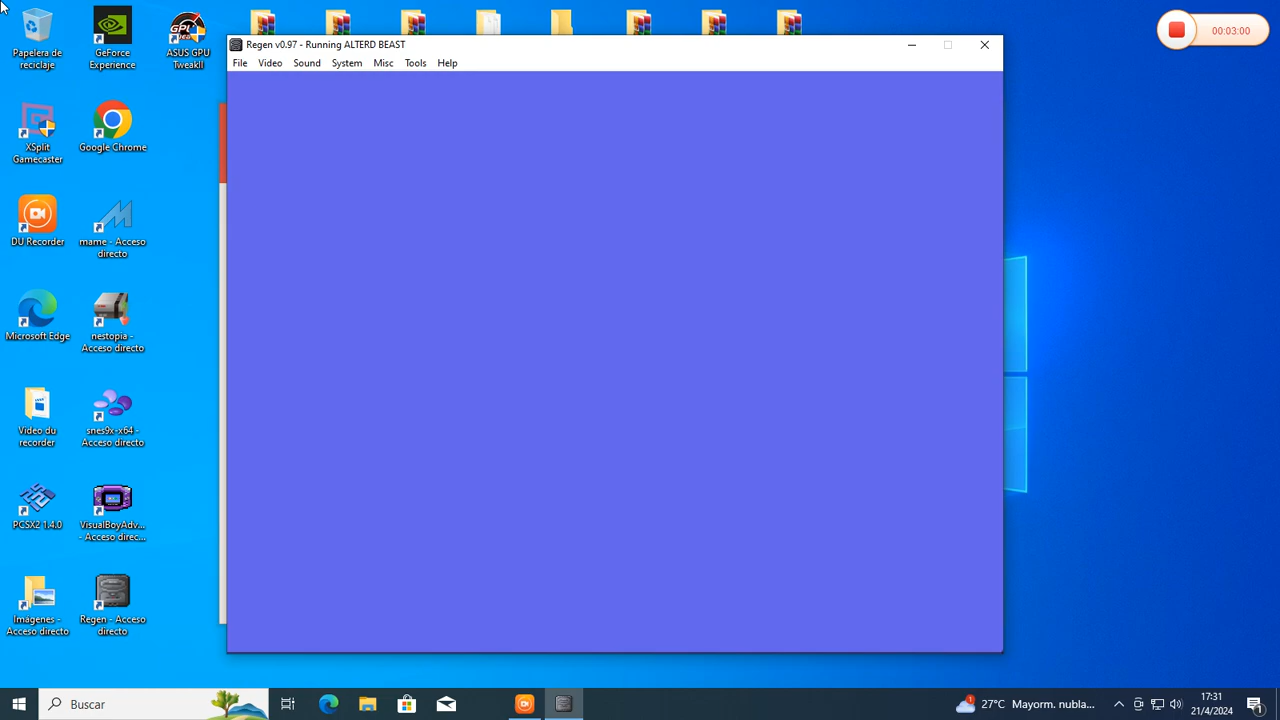 Papelera de
reciclaje
GeForce
Experience
ASUS GPU
TweakII
XSplit
Gamecaster
Google Chrome
DU Recorder
mame - Acceso
directo
Microsoft Edge
nestopia -
Acceso directo
Video du
recorder
snes9x-x64 -
Acceso directo
PCSX2 1.4.0
VisualBoyAdv...
- Acceso direc...
Imágenes -
Acceso directo
Regen - Acceso
directo
Regen v0.97 - Running ALTERD BEAST
File Video Sound System Misc Tools Help
00:03:00
Buscar
1
27°C Mayorm. nubla...
17:31
21/4/2024
1